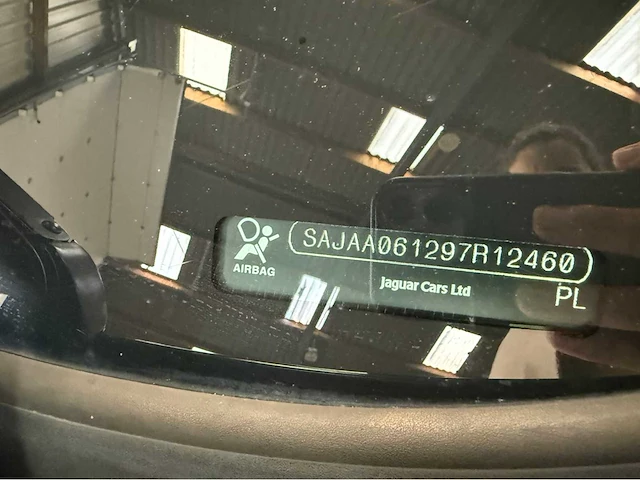 SAJAA061297R12460
AIRBAG
Jaguar Cars Ltd
PL